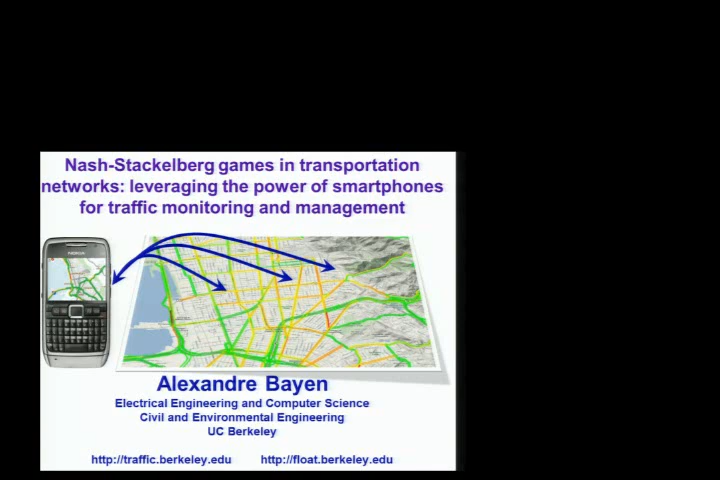 Nash-Stackelberg games in transportation
networks: leveraging the power of smartphones
for traffic monitoring and management
NOKIA
Alexandre Bayen
Electrical Engineering and Computer Science
Civil and Environmental Engineering
UC Berkeley
http://traffic.berkeley.edu http://float.berkeley.edu